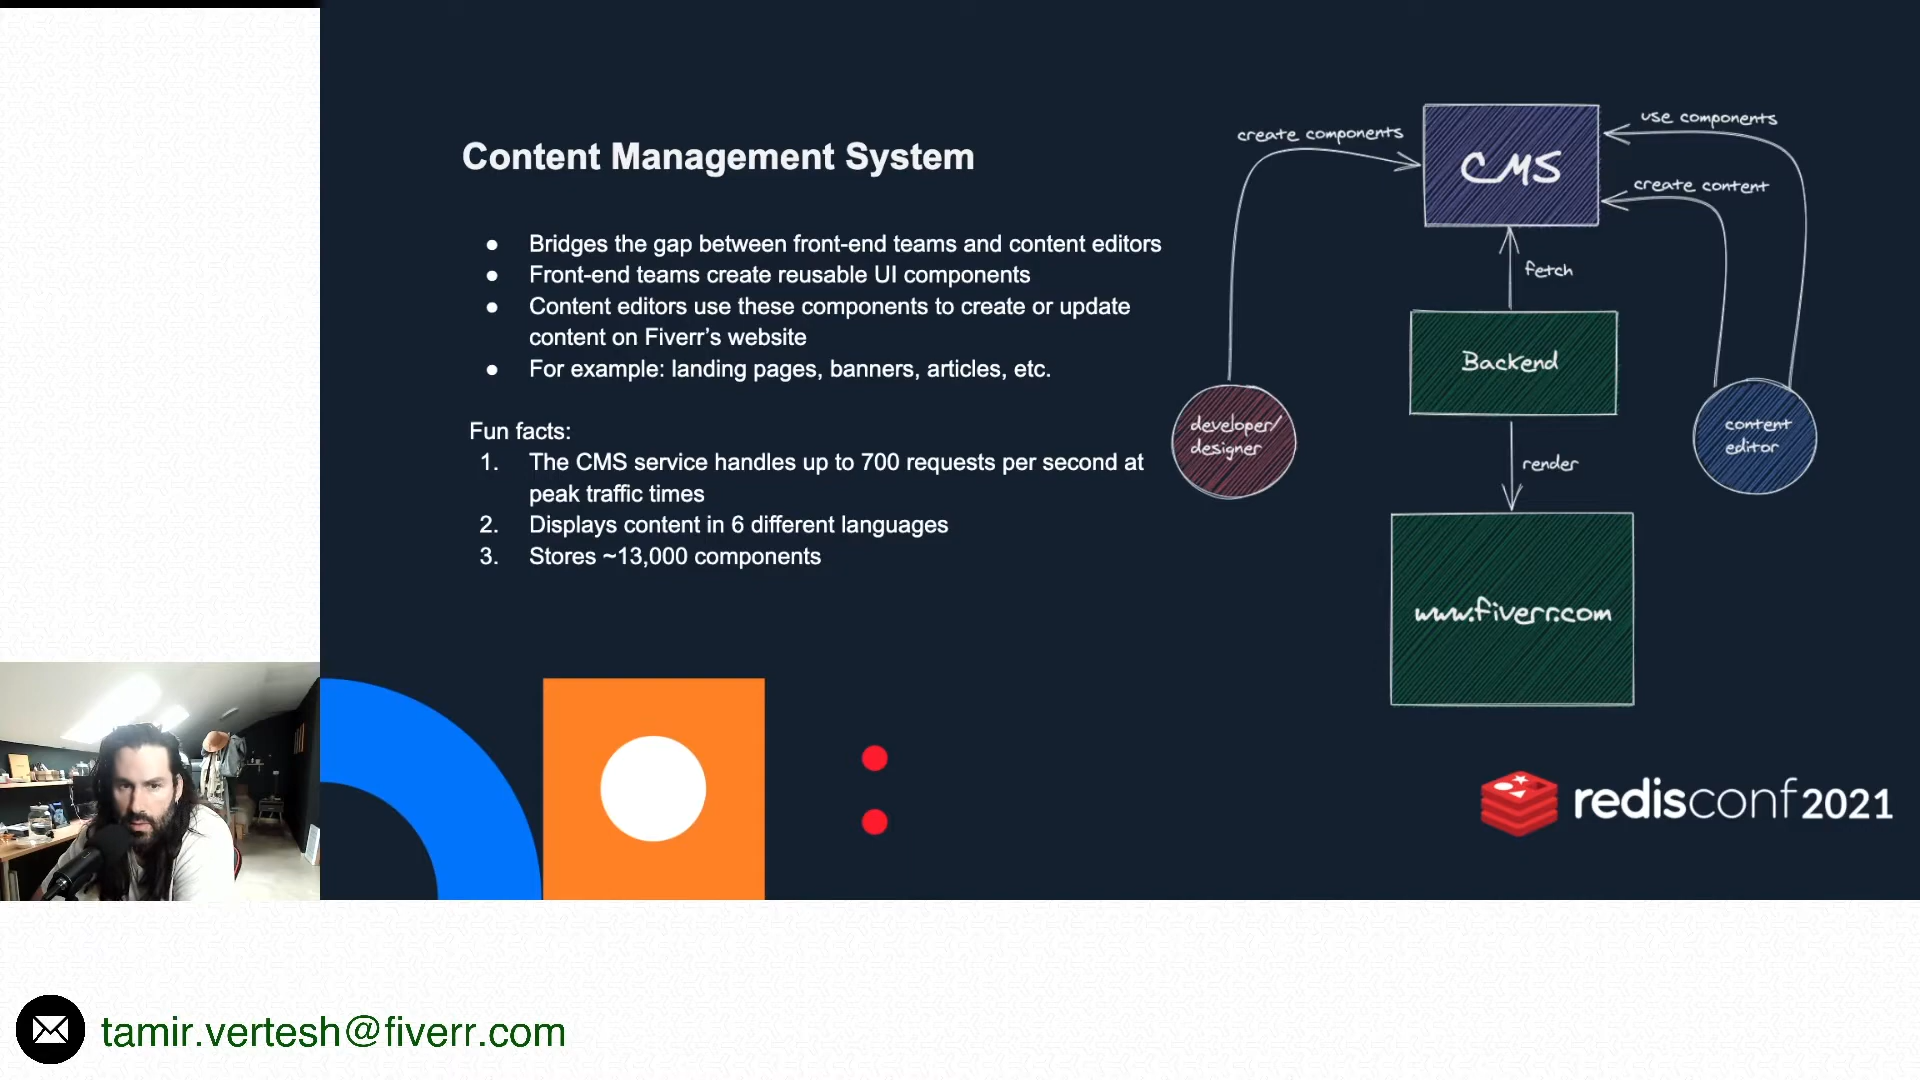 Content Management System
● Bridges the gap between front-end teams and content editors
● Front-end teams create reusable UI components
● Content editors use these components to create or update
content on Fiverr’s website
● For example: landing pages, banners, articles, etc.
Fun facts:
1. The CMS service handles up to 700 requests per second at
peak traffic times
2. Displays content in 6 different languages
3. Stores ~13,000 components
create components
CMS
use components
create content
fetch
Backend
developer/
designer
content
editor
render
www.fiverr.com
redisconf 2021
tamir.vertesh@fiverr.com